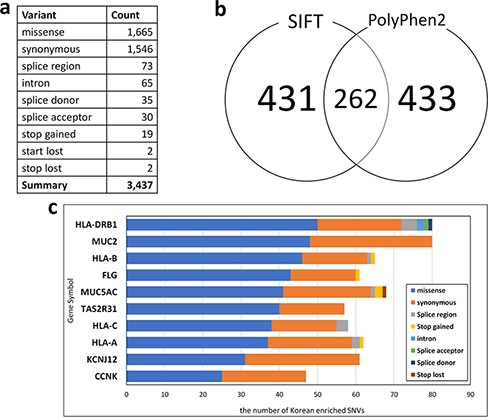 a
Variant Count
missense 1,665
synonymous 1,546
splice region 73
intron 65
splice donor 35
splice acceptor 30
stop gained 19
start lost 2
stop lost 2
Summary 3,437
b
SIFT PolyPhen2
431 262 433
c
Gene Symbol
HLA-DRB1
MUC2
HLA-B
FLG
MUC5AC
TAS2R31
HLA-C
HLA-A
KCNJ12
CCNK
missense
synonymous
Splice region
Stop gained
intron
Splice acceptor
Splice donor
Stop lost
0 10 20 30 40 50 60 70 80 90
the number of Korean enriched SNVs